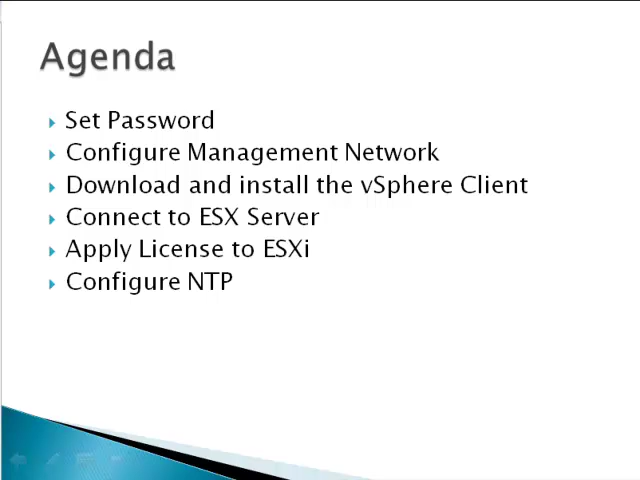 Agenda
Set Password
Configure Management Network
Download and install the vSphere Client
Connect to ESX Server
Apply License to ESXi
Configure NTP